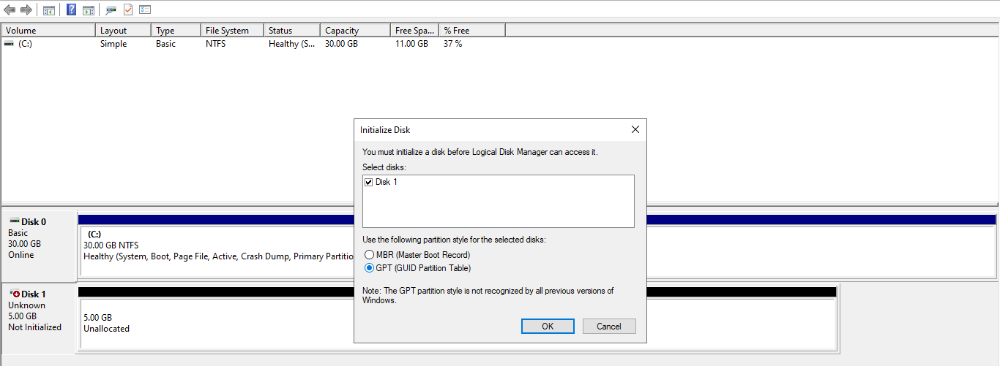 Volume Layout Type File System Status Capacity Free Spa... % Free
(C:) Simple Basic NTFS Healthy (S... 30.00 GB 11.00 GB 37 %
Initialize Disk
You must initialize a disk before Logical Disk Manager can access it.
Select disks:
Disk 1
Use the following partition style for the selected disks:
MBR (Master Boot Record)
GPT (GUID Partition Table)
Note: The GPT partition style is not recognized by all previous versions of
Windows.
OK Cancel
Disk 0
Basic
30.00 GB
Online
(C:)
30.00 GB NTFS
Healthy (System, Boot, Page File, Active, Crash Dump, Primary Partitio
Disk 1
Unknown
5.00 GB
Not Initialized
5.00 GB
Unallocated